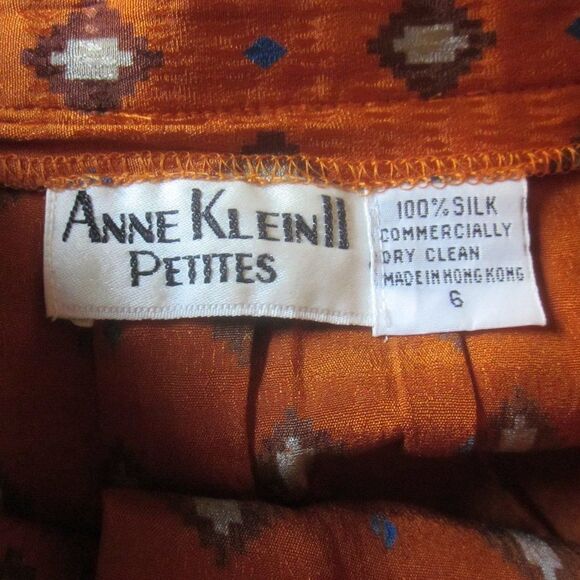 ANNE KLEIN II
PETITES
100% SILK
COMMERCIALLY
DRY CLEAN
MADE IN HONG KONG
6